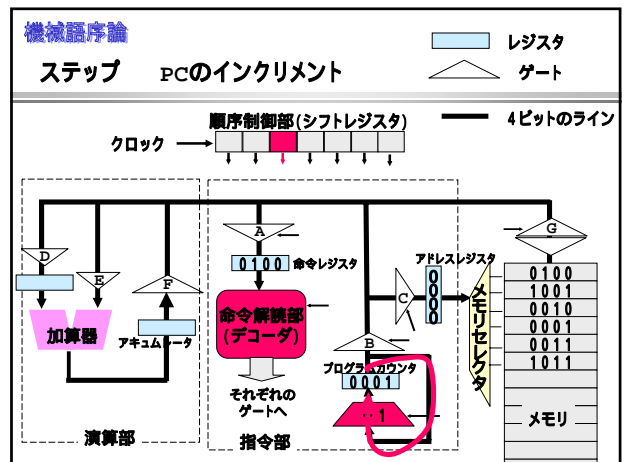 機械語序論
ステップ PCのインクリメント
レジスタ
ゲート
4ビットのライン
順序制御部(シフトレジスタ)
クロック
A
0100
命令レジスタ
命令解読部
(デコーダ)
それぞれの
ゲートへ
指令部
D
E
F
加算器
アキュムレータ
演算部
B
C
プログラムカウンタ
0001
··1
アドレスレジスタ
0000
メモリセレクタ
G
0100
1001
0010
0001
0011
1011
メモリ